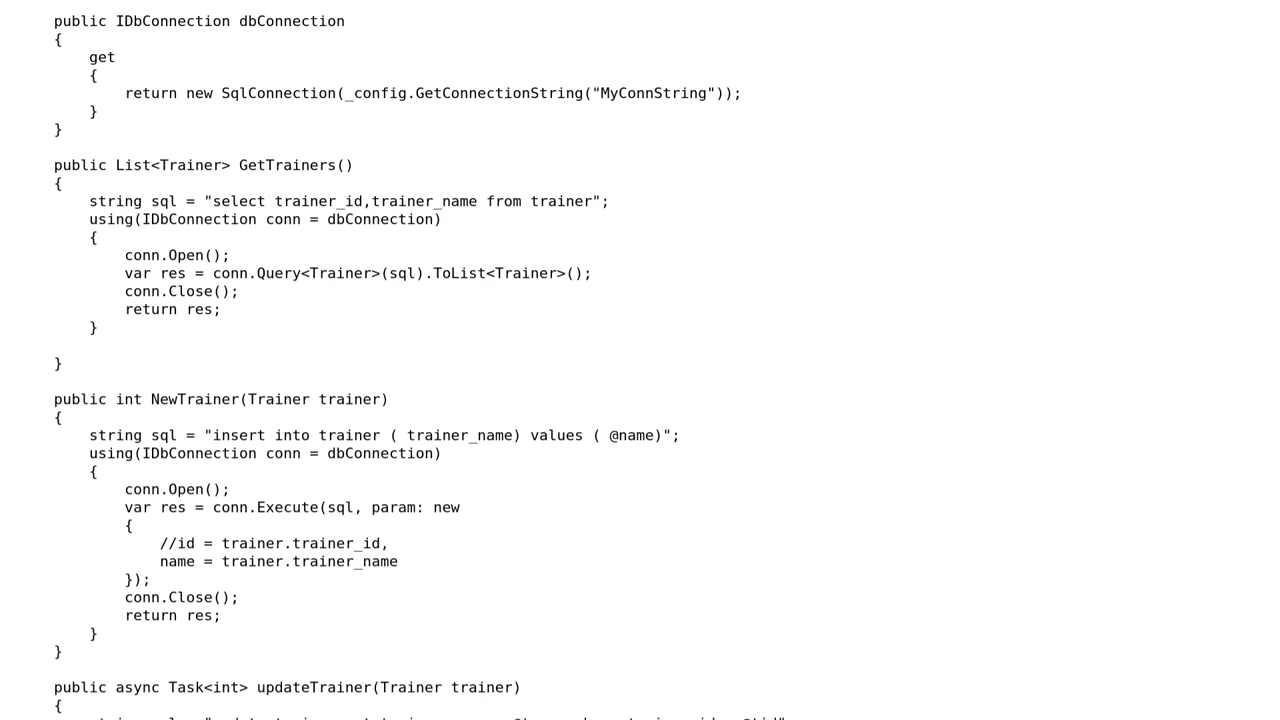 public IDbConnection dbConnection
{
get
{
return new SqlConnection(_config.GetConnectionString("MyConnString"));
}
}
public List<Trainer> GetTrainers()
{
string sql = "select trainer_id,trainer_name from trainer";
using(IDbConnection conn = dbConnection)
{
conn.Open();
var res = conn.Query<Trainer>(sql).ToList<Trainer>();
conn.Close();
return res;
}
}
public int NewTrainer(Trainer trainer)
{
string sql = "insert into trainer ( trainer_name) values ( @name)";
using(IDbConnection conn = dbConnection)
{
conn.Open();
var res = conn.Execute(sql, param: new
{
//id = trainer.trainer_id,
name = trainer.trainer_name
});
conn.Close();
return res;
}
}
public async Task<int> updateTrainer(Trainer trainer)
{